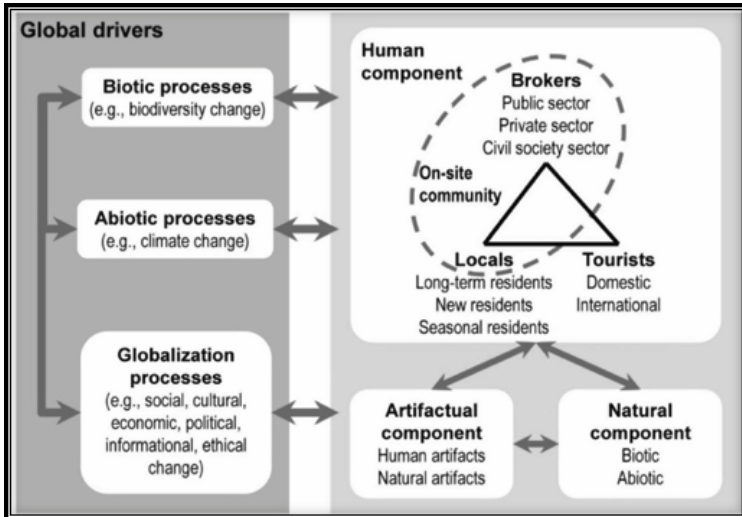 Global drivers
Biotic processes
(e.g., biodiversity change)
Abiotic processes
(e.g., climate change)
Globalization
processes
(e.g., social, cultural,
economic, political,
informational, ethical
change)
Human
component
Brokers
Public sector
Private sector
Civil society sector
On-site
community
Locals
Long-term residents
New residents
Seasonal residents
Tourists
Domestic
International
Artifactual
component
Human artifacts
Natural artifacts
Natural
component
Biotic
Abiotic